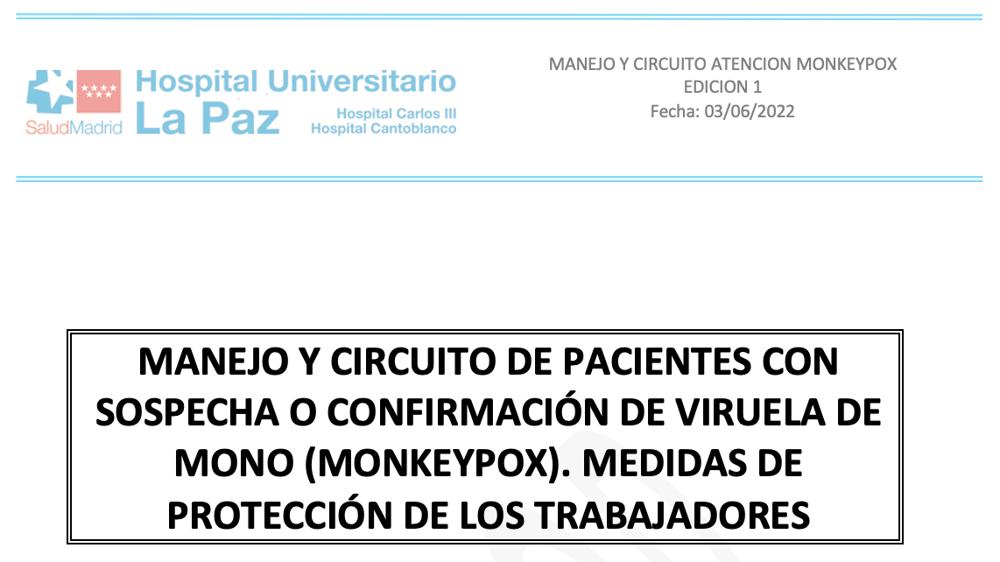 SaludMadrid
Hospital Universitario
La Paz
Hospital Carlos III
Hospital Cantoblanco
MANEJO Y CIRCUITO ATENCION MONKEYPOX
EDICION 1
Fecha: 03/06/2022
MANEJO Y CIRCUITO DE PACIENTES CON
SOSPECHA O CONFIRMACIÓN DE VIRUELA DE
MONO (MONKEYPOX). MEDIDAS DE
PROTECCIÓN DE LOS TRABAJADORES